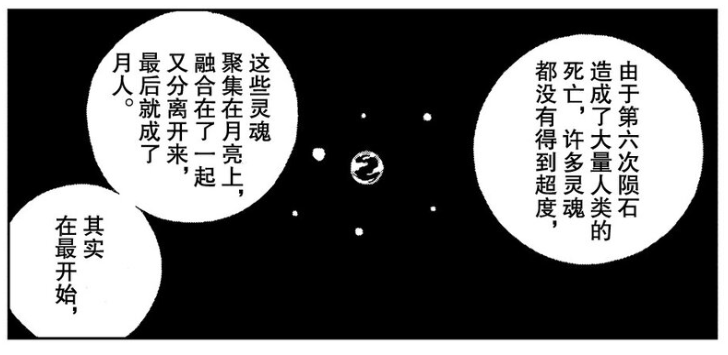 由于第六次陨石
造成了大量人类的
死亡，许多灵魂
都没有得到超度，
这些灵魂
聚集在月亮上，
融合在了一起
又分离开来，
最后就成了
月人。
其实
在最开始，